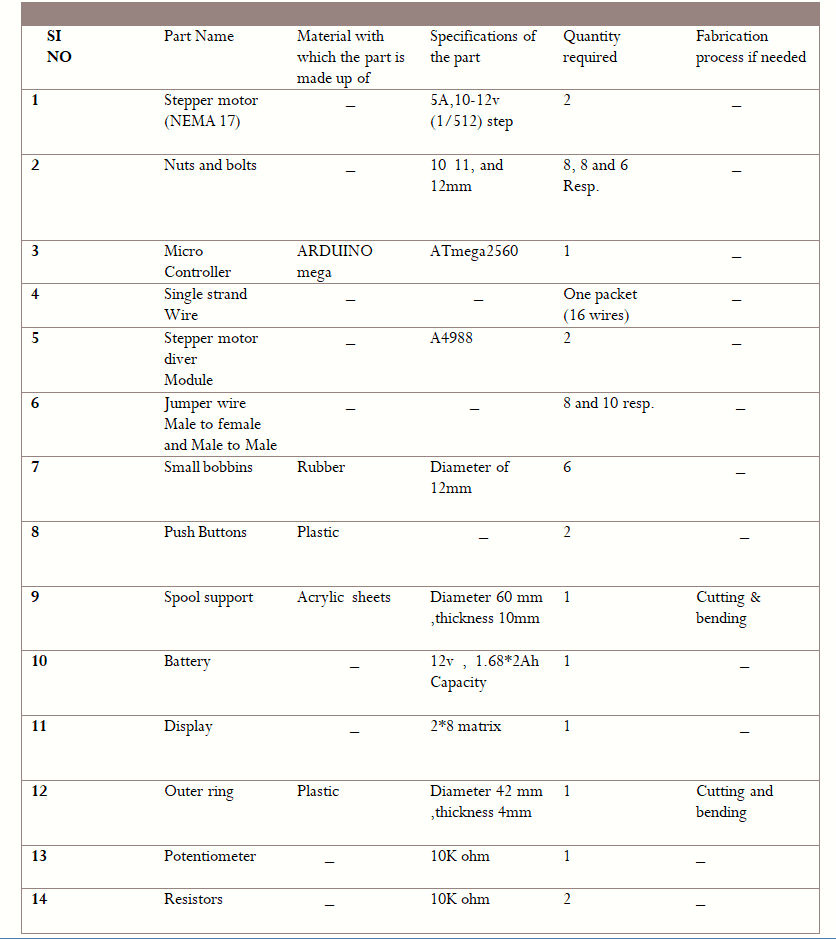 SI NO Part Name Material with which the part is made up of Specifications of the part Quantity required Fabrication process if needed
1 Stepper motor (NEMA 17) _ 5A,10-12v (1/512) step 2 _
2 Nuts and bolts _ 10 11, and 12mm 8, 8 and 6 Resp. _
3 Micro Controller ARDUINO mega ATmega2560 1 _
4 Single strand Wire _ _ One packet (16 wires) _
5 Stepper motor diver Module _ A4988 2 _
6 Jumper wire Male to female and Male to Male _ _ 8 and 10 resp. _
7 Small bobbins Rubber Diameter of 12mm 6 _
8 Push Buttons Plastic _ 2 _
9 Spool support Acrylic sheets Diameter 60 mm ,thickness 10mm 1 Cutting & bending
10 Battery _ 12v , 1.68*2Ah Capacity 1 _
11 Display _ 2*8 matrix 1 _
12 Outer ring Plastic Diameter 42 mm ,thickness 4mm 1 Cutting and bending
13 Potentiometer _ 10K ohm 1 _
14 Resistors _ 10K ohm 2 _